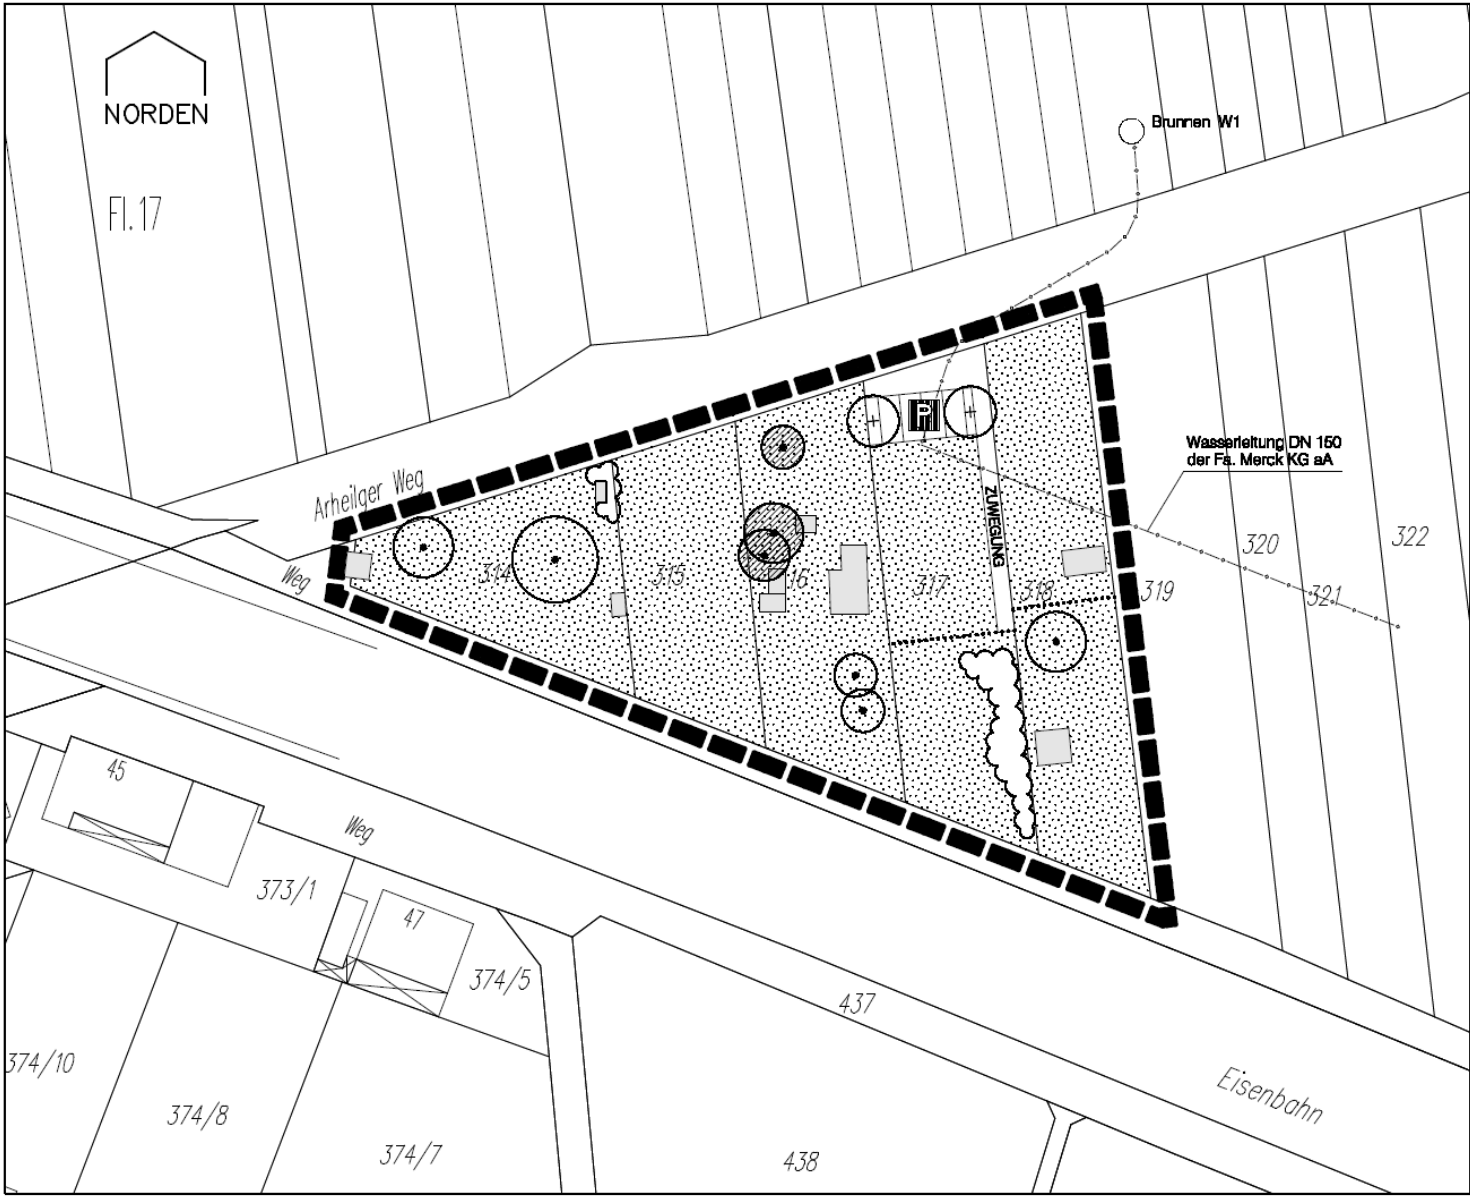 NORDEN
Brunnen W1
Fl.17
Wasserleitung DN 150
der Fa. Merck KG aA
P
Arheilger Weg
ZUWEGUNG
322
320
321
319
318
317
16
315
314
Weg
45
Weg
373/1
47
374/5
437
374/10
Eisenbahn
374/8
374/7
438